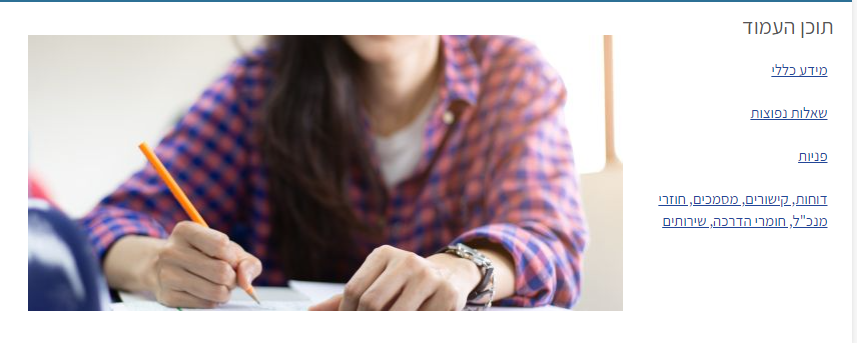 תוכן העמוד
מידע כללי
שאלות נפוצות
פניות
דוחות, קישורים, מסמכים, חוזרי
מנכ"ל, חומרי הדרכה, שירותים